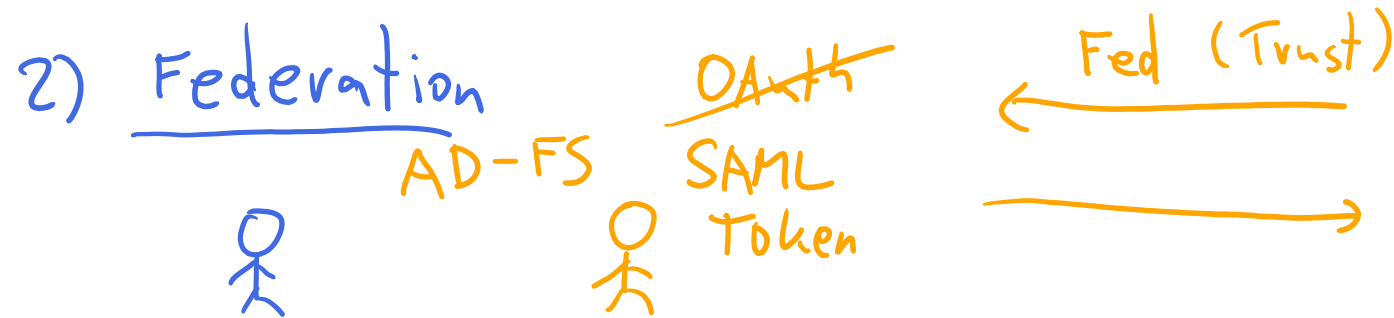 2) Federation
OAuth
Fed (Trust)
AD-FS
SAML
Token